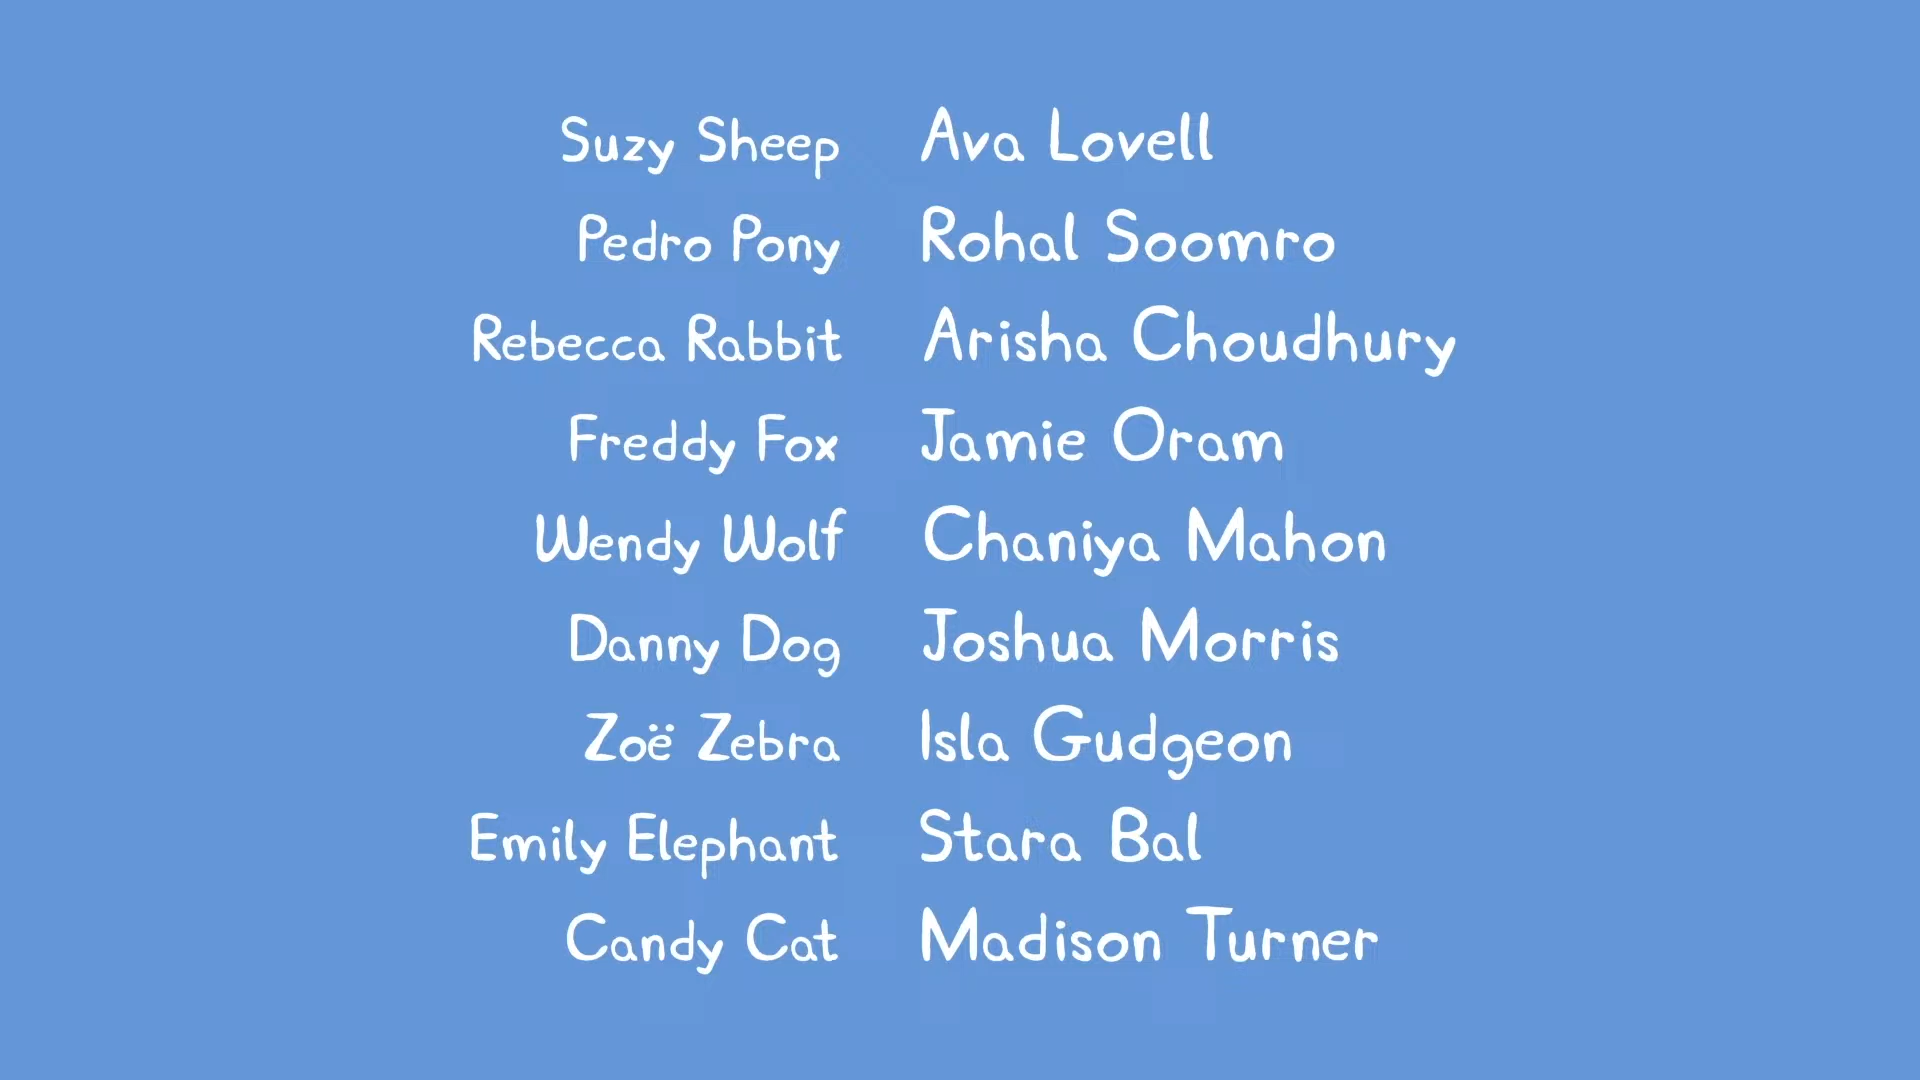 Suzy Sheep Ava Lovell
Pedro Pony Rohal Soomro
Rebecca Rabbit Arisha Choudhury
Freddy Fox Jamie Oram
Wendy Wolf Chaniya Mahon
Danny Dog Joshua Morris
Zoë Zebra Isla Gudgeon
Emily Elephant Stara Bal
Candy Cat Madison Turner